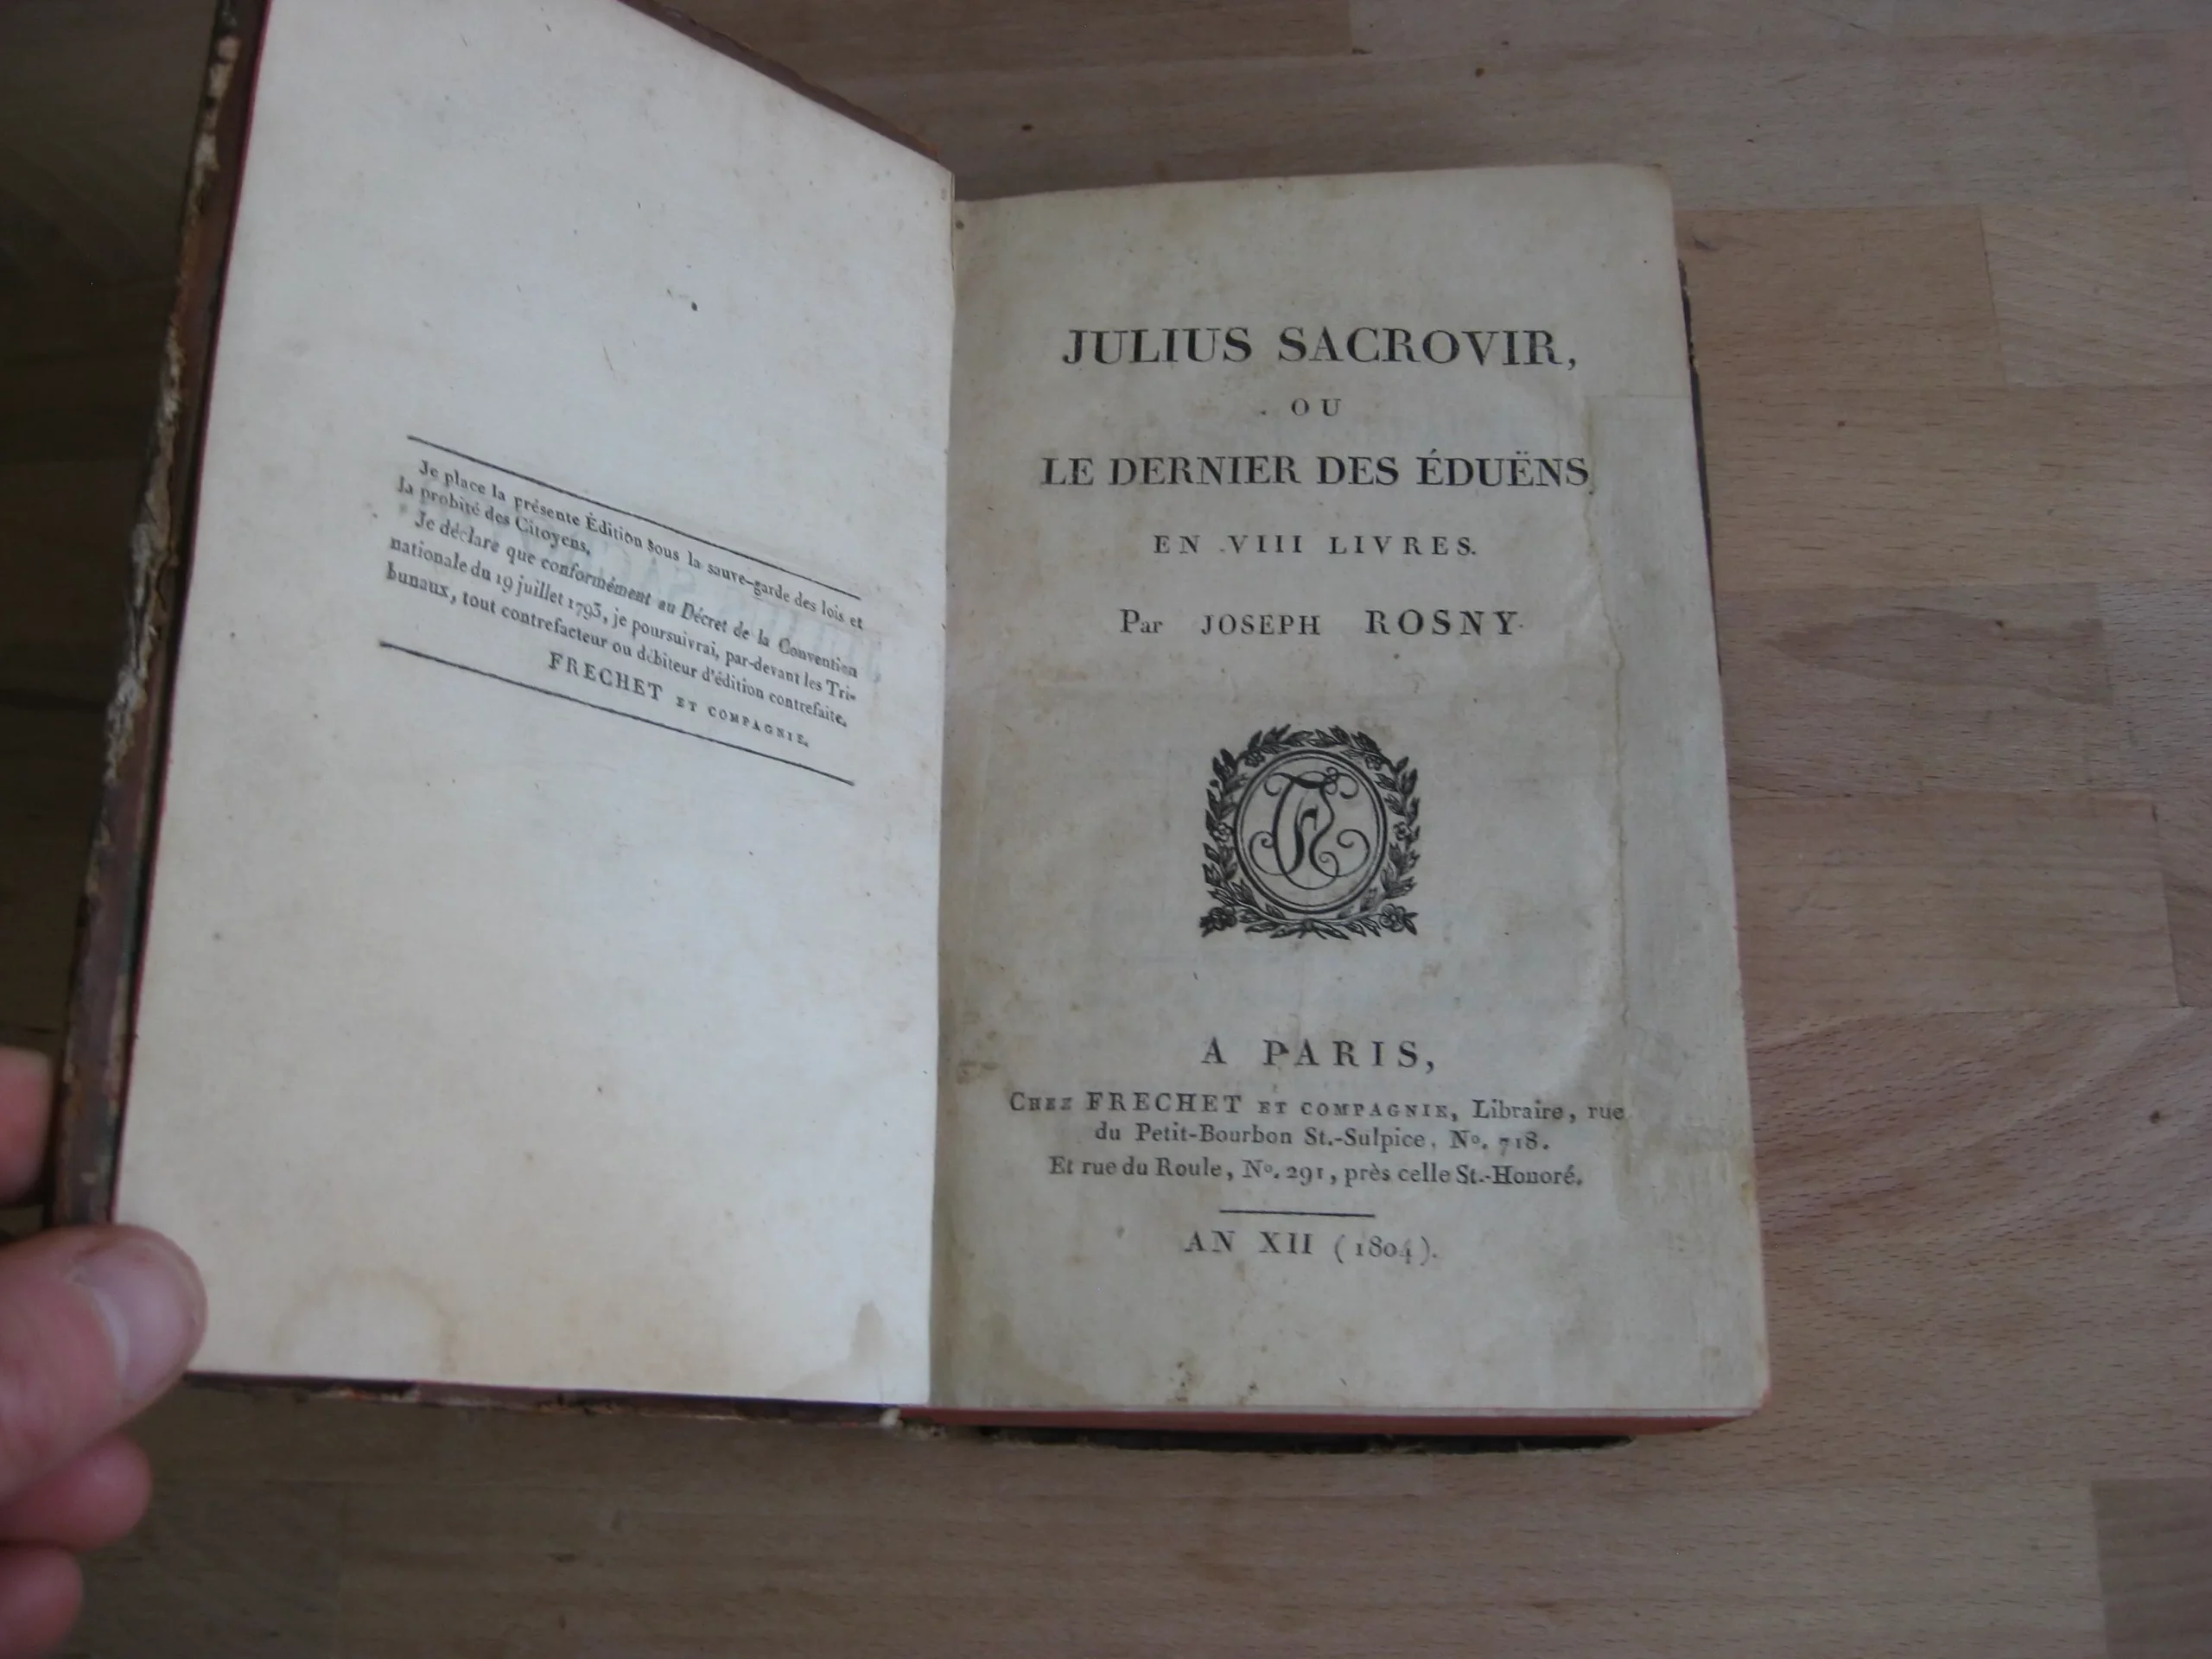 Je place la présente Édition sous la sauve-garde des lois et
la probité des Citoyens.
Je déclare que conformément au Décret de la Convention
nationale du 19 juillet 1793, je poursuivrai, par-devant les Tri-
bunaux, tout contrefacteur ou débiteur d'édition contrefaite.
FRECHET ET COMPAGNIE.
JULIUS SACROVIR,
OU
LE DERNIER DES ÉDUËNS,
EN VIII LIVRES.
Par JOSEPH ROSNY.
A PARIS,
CHEZ FRECHET ET COMPAGNIE, Libraire, rue
du Petit-Bourbon St.-Sulpice, No. 718.
Et rue du Roule, No. 291, près celle St.-Honoré.
AN XII (1804).